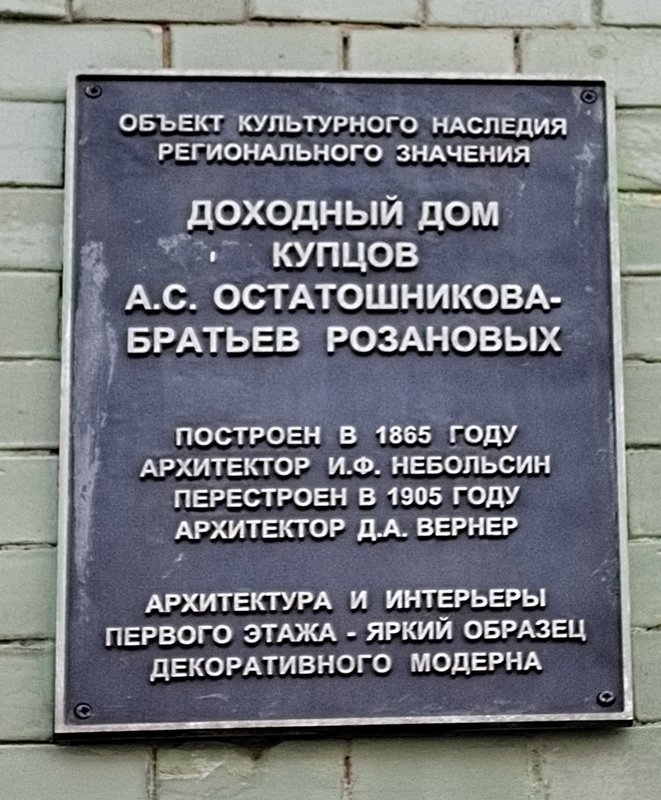 ОБЪЕКТ КУЛЬТУРНОГО НАСЛЕДИЯ
РЕГИОНАЛЬНОГО ЗНАЧЕНИЯ
ДОХОДНЫЙ ДОМ
КУПЦОВ
А.С. ОСТАТОШНИКОВА-
БРАТЬЕВ РОЗАНОВЫХ
ПОСТРОЕН В 1865 ГОДУ
АРХИТЕКТОР И.Ф. НЕБОЛЬСИН
ПЕРЕСТРОЕН В 1905 ГОДУ
АРХИТЕКТОР Д.А. ВЕРНЕР
АРХИТЕКТУРА И ИНТЕРЬЕРЫ
ПЕРВОГО ЭТАЖА - ЯРКИЙ ОБРАЗЕЦ
ДЕКОРАТИВНОГО МОДЕРНА